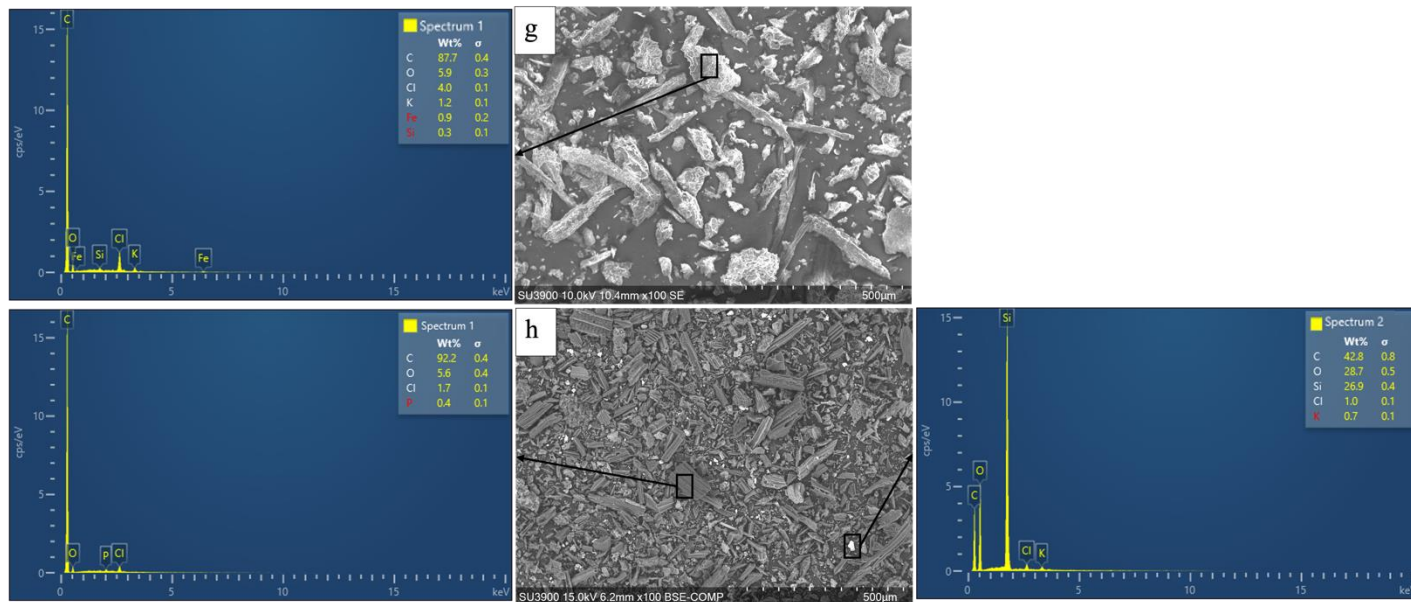 C
Spectrum 1
Wt% σ
C 87.7 0.4
O 5.9 0.3
Cl 4.0 0.1
K 1.2 0.1
Fe 0.9 0.2
Si 0.3 0.1
15
10
5
0
cps/eV
O Fe Si Cl K Fe
0 5 10 15 keV
g
SU3900 10.0kV 10.4mm x100 SE 500µm
C
Spectrum 1
Wt% σ
C 92.2 0.4
O 5.6 0.4
Cl 1.7 0.1
P 0.4 0.1
15
10
5
0
cps/eV
O P Cl
0 5 10 15 keV
h
SU3900 15.0kV 6.2mm x100 BSE-COMP 500µm
Si
Spectrum 2
Wt% σ
C 42.8 0.8
O 28.7 0.5
Si 26.9 0.4
Cl 1.0 0.1
K 0.7 0.1
15
10
5
0
cps/eV
O
C
Cl K
0 5 10 15 keV